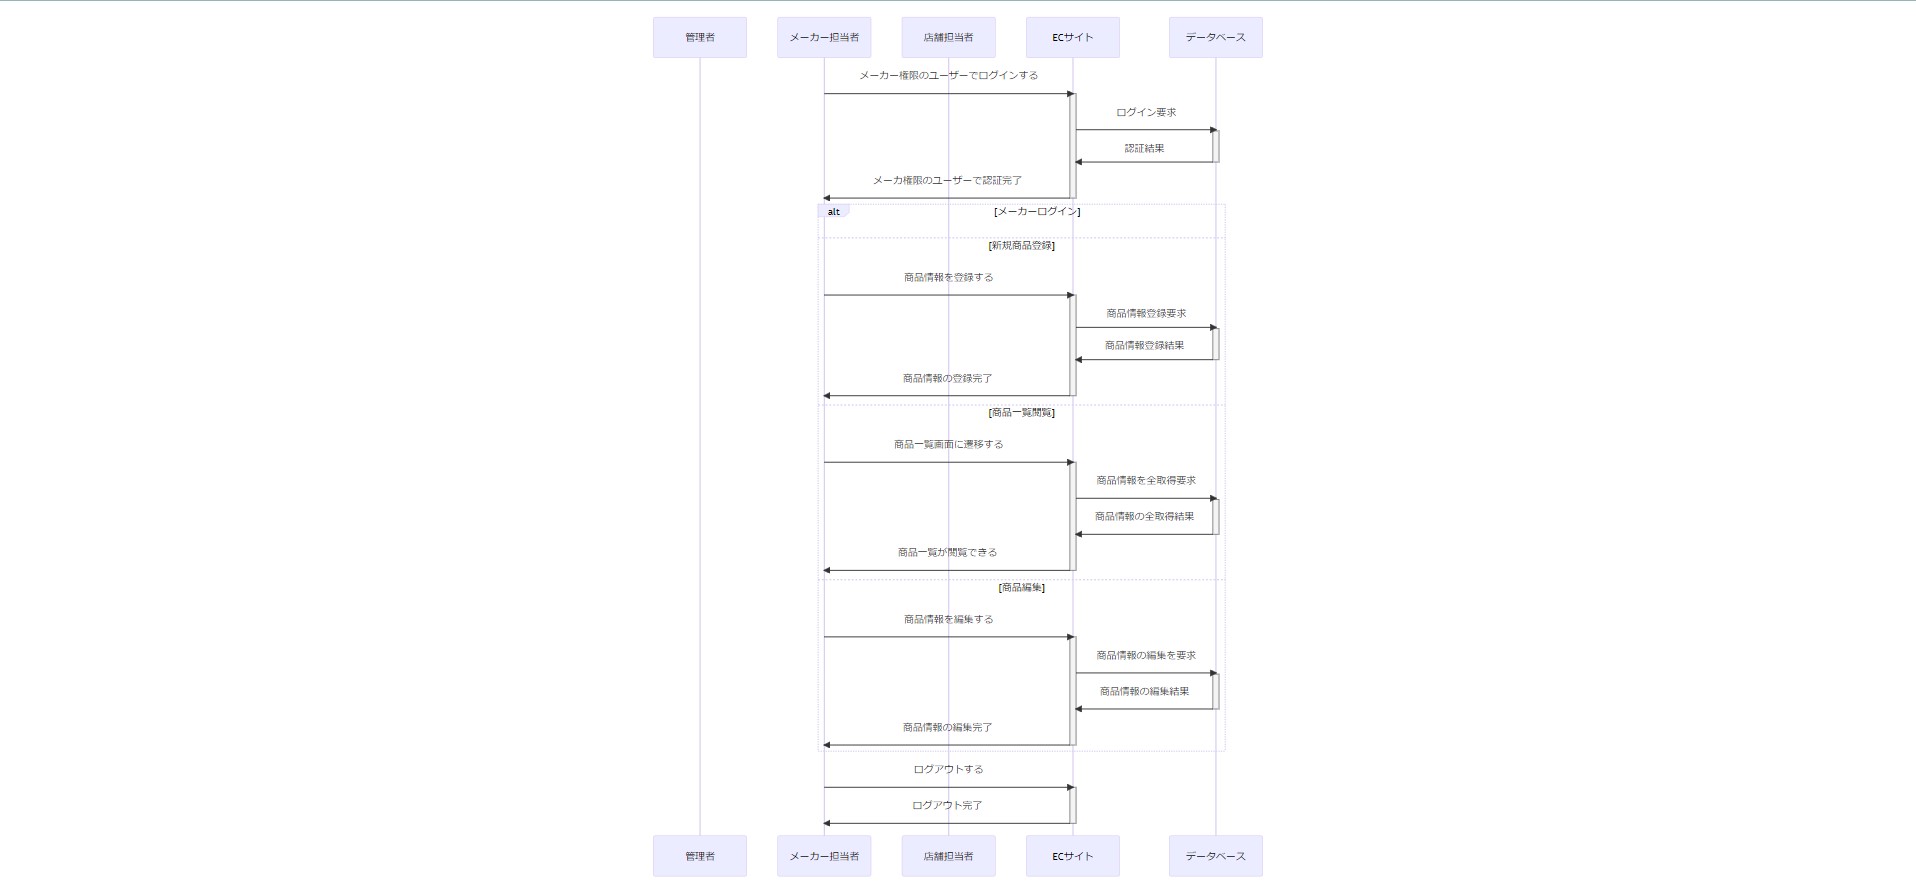 管理者
メーカー担当者
店舗担当者
ECサイト
データベース
メーカー権限のユーザーでログインする
ログイン要求
認証結果
メーカ権限のユーザーで認証完了
alt
[メーカーログイン]
[新規商品登録]
商品情報を登録する
商品情報登録要求
商品情報登録結果
商品情報の登録完了
[商品一覧閲覧]
商品一覧画面に遷移する
商品情報を全取得要求
商品情報の全取得結果
商品一覧が閲覧できる
[商品編集]
商品情報を編集する
商品情報の編集を要求
商品情報の編集結果
商品情報の編集完了
ログアウトする
ログアウト完了
管理者
メーカー担当者
店舗担当者
ECサイト
データベース